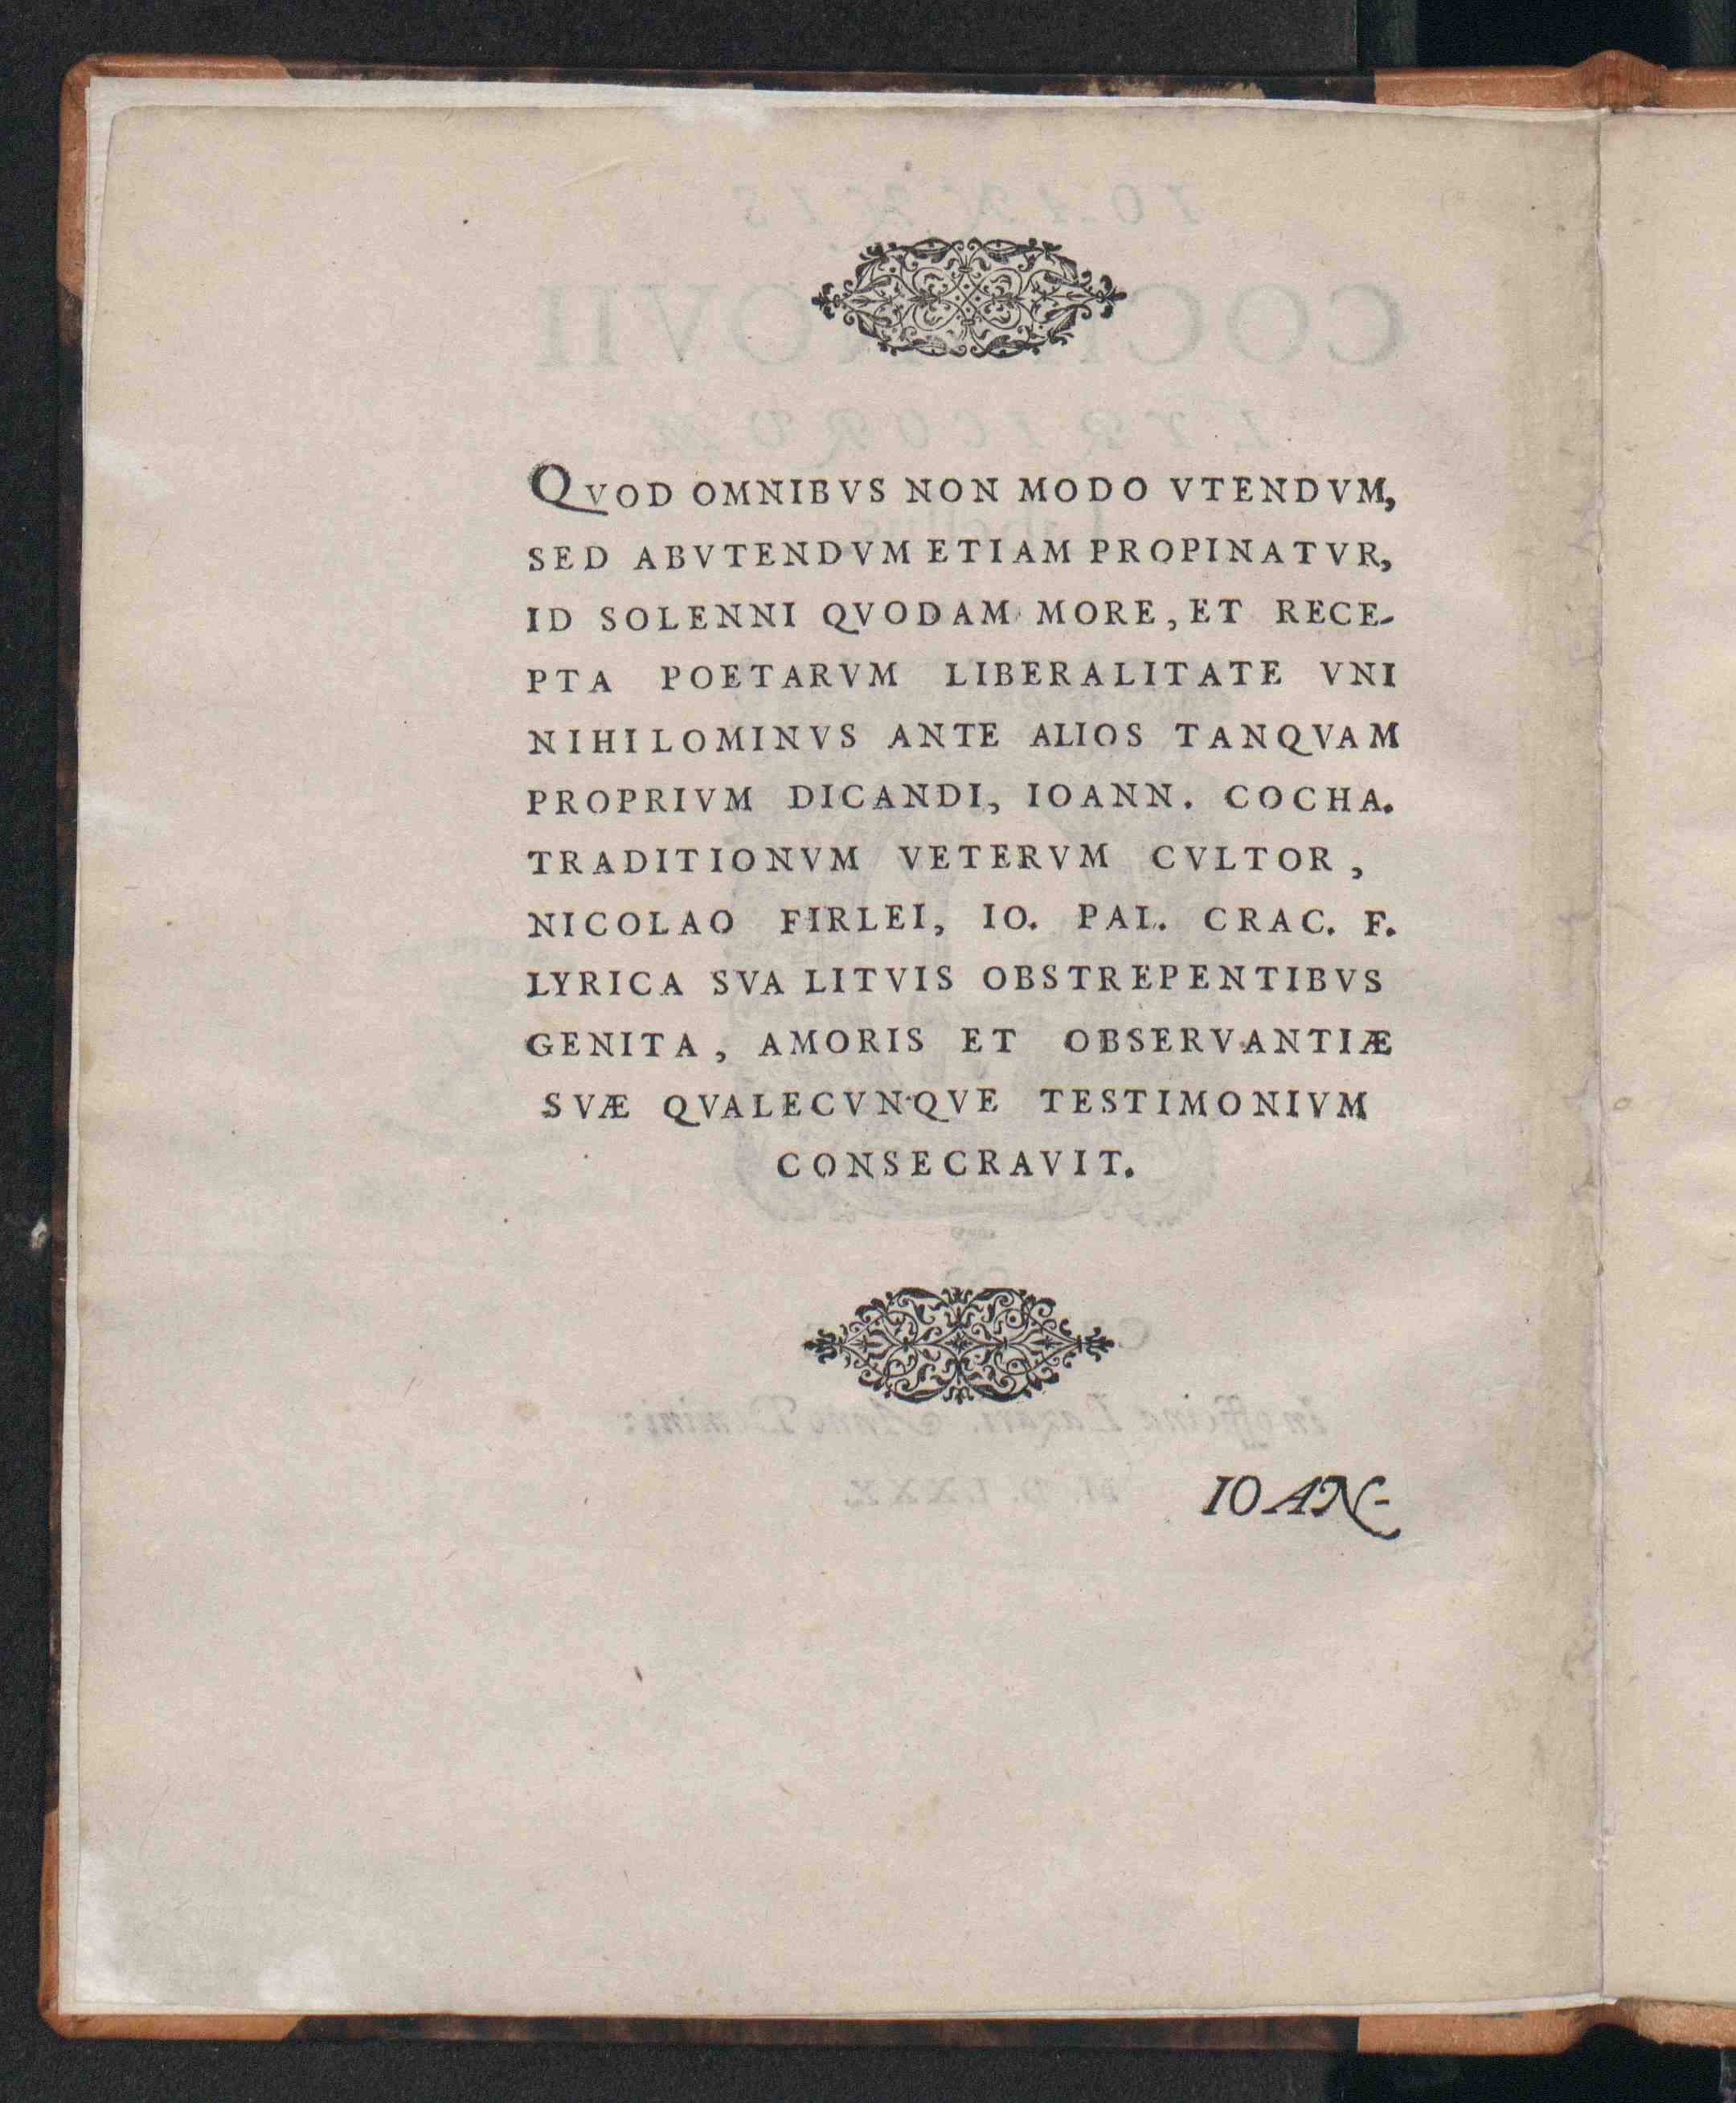 QVOD OMNIBVS NON MODO VTENDVM,
SED ABVTENDVM ETIAM PROPINATVR,
ID SOLENNI QVODAM MORE, ET RECE-
PTA POETARVM LIBERALITATE VNI
NIHILOMINVS ANTE ALIOS TANQVAM
PROPRIVM DICANDI, IOANN. COCHA.
TRADITIONVM VETERVM CVLTOR,
NICOLAO FIRLEI, IO. PAL. CRAC. F.
LYRICA SVA LITVIS OBSTREPENTIBVS
GENITA, AMORIS ET OBSERVANTIÆ
SVÆ QVALECVNQVE TESTIMONIVM
CONSECRAVIT.
IOAN-